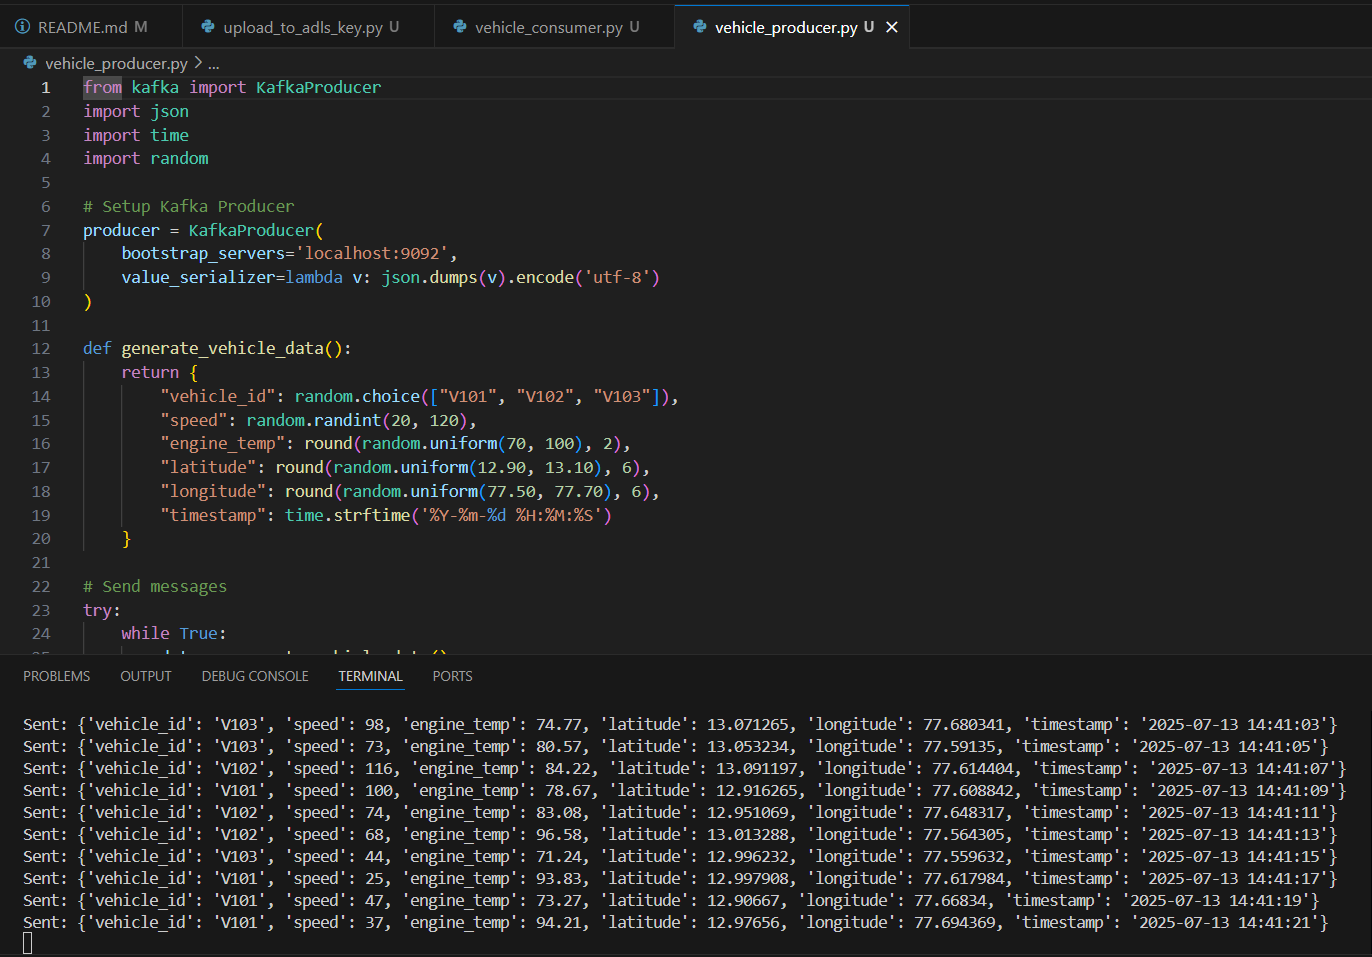 README.md M
upload_to_adls_key.py U
vehicle_consumer.py U
vehicle_producer.py U
vehicle_producer.py > ...
1 from kafka import KafkaProducer
2 import json
3 import time
4 import random
5
6 # Setup Kafka Producer
7 producer = KafkaProducer(
8     bootstrap_servers='localhost:9092',
9     value_serializer=lambda v: json.dumps(v).encode('utf-8')
10 )
11
12 def generate_vehicle_data():
13     return {
14         "vehicle_id": random.choice(["V101", "V102", "V103"]),
15         "speed": random.randint(20, 120),
16         "engine_temp": round(random.uniform(70, 100), 2),
17         "latitude": round(random.uniform(12.90, 13.10), 6),
18         "longitude": round(random.uniform(77.50, 77.70), 6),
19         "timestamp": time.strftime('%Y-%m-%d %H:%M:%S')
20     }
21
22 # Send messages
23 try:
24     while True:
PROBLEMS OUTPUT DEBUG CONSOLE TERMINAL PORTS
Sent: {'vehicle_id': 'V103', 'speed': 98, 'engine_temp': 74.77, 'latitude': 13.071265, 'longitude': 77.680341, 'timestamp': '2025-07-13 14:41:03'}
Sent: {'vehicle_id': 'V103', 'speed': 73, 'engine_temp': 80.57, 'latitude': 13.053234, 'longitude': 77.59135, 'timestamp': '2025-07-13 14:41:05'}
Sent: {'vehicle_id': 'V102', 'speed': 116, 'engine_temp': 84.22, 'latitude': 13.091197, 'longitude': 77.614404, 'timestamp': '2025-07-13 14:41:07'}
Sent: {'vehicle_id': 'V101', 'speed': 100, 'engine_temp': 78.67, 'latitude': 12.916265, 'longitude': 77.608842, 'timestamp': '2025-07-13 14:41:09'}
Sent: {'vehicle_id': 'V102', 'speed': 74, 'engine_temp': 83.08, 'latitude': 12.951069, 'longitude': 77.648317, 'timestamp': '2025-07-13 14:41:11'}
Sent: {'vehicle_id': 'V102', 'speed': 68, 'engine_temp': 96.58, 'latitude': 13.013288, 'longitude': 77.564305, 'timestamp': '2025-07-13 14:41:13'}
Sent: {'vehicle_id': 'V103', 'speed': 44, 'engine_temp': 71.24, 'latitude': 12.996232, 'longitude': 77.559632, 'timestamp': '2025-07-13 14:41:15'}
Sent: {'vehicle_id': 'V101', 'speed': 25, 'engine_temp': 93.83, 'latitude': 12.997908, 'longitude': 77.617984, 'timestamp': '2025-07-13 14:41:17'}
Sent: {'vehicle_id': 'V101', 'speed': 47, 'engine_temp': 73.27, 'latitude': 12.90667, 'longitude': 77.66834, 'timestamp': '2025-07-13 14:41:19'}
Sent: {'vehicle_id': 'V101', 'speed': 37, 'engine_temp': 94.21, 'latitude': 12.97656, 'longitude': 77.694369, 'timestamp': '2025-07-13 14:41:21'}